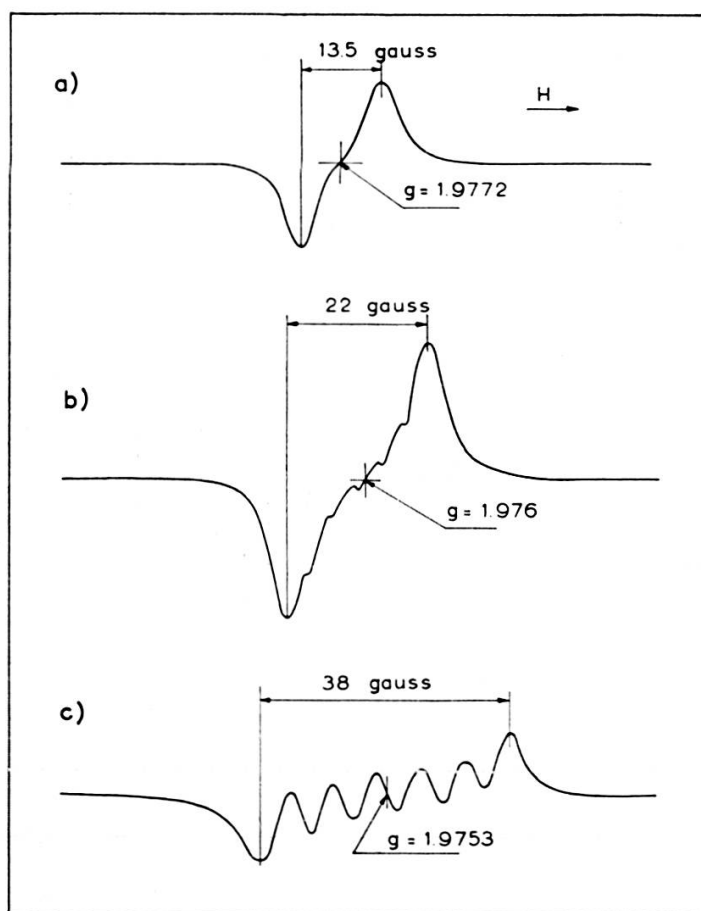 13.5 gauss
a)
H
g = 1.9772
22 gauss
b)
g = 1.976
38 gauss
c)
g = 1.9753